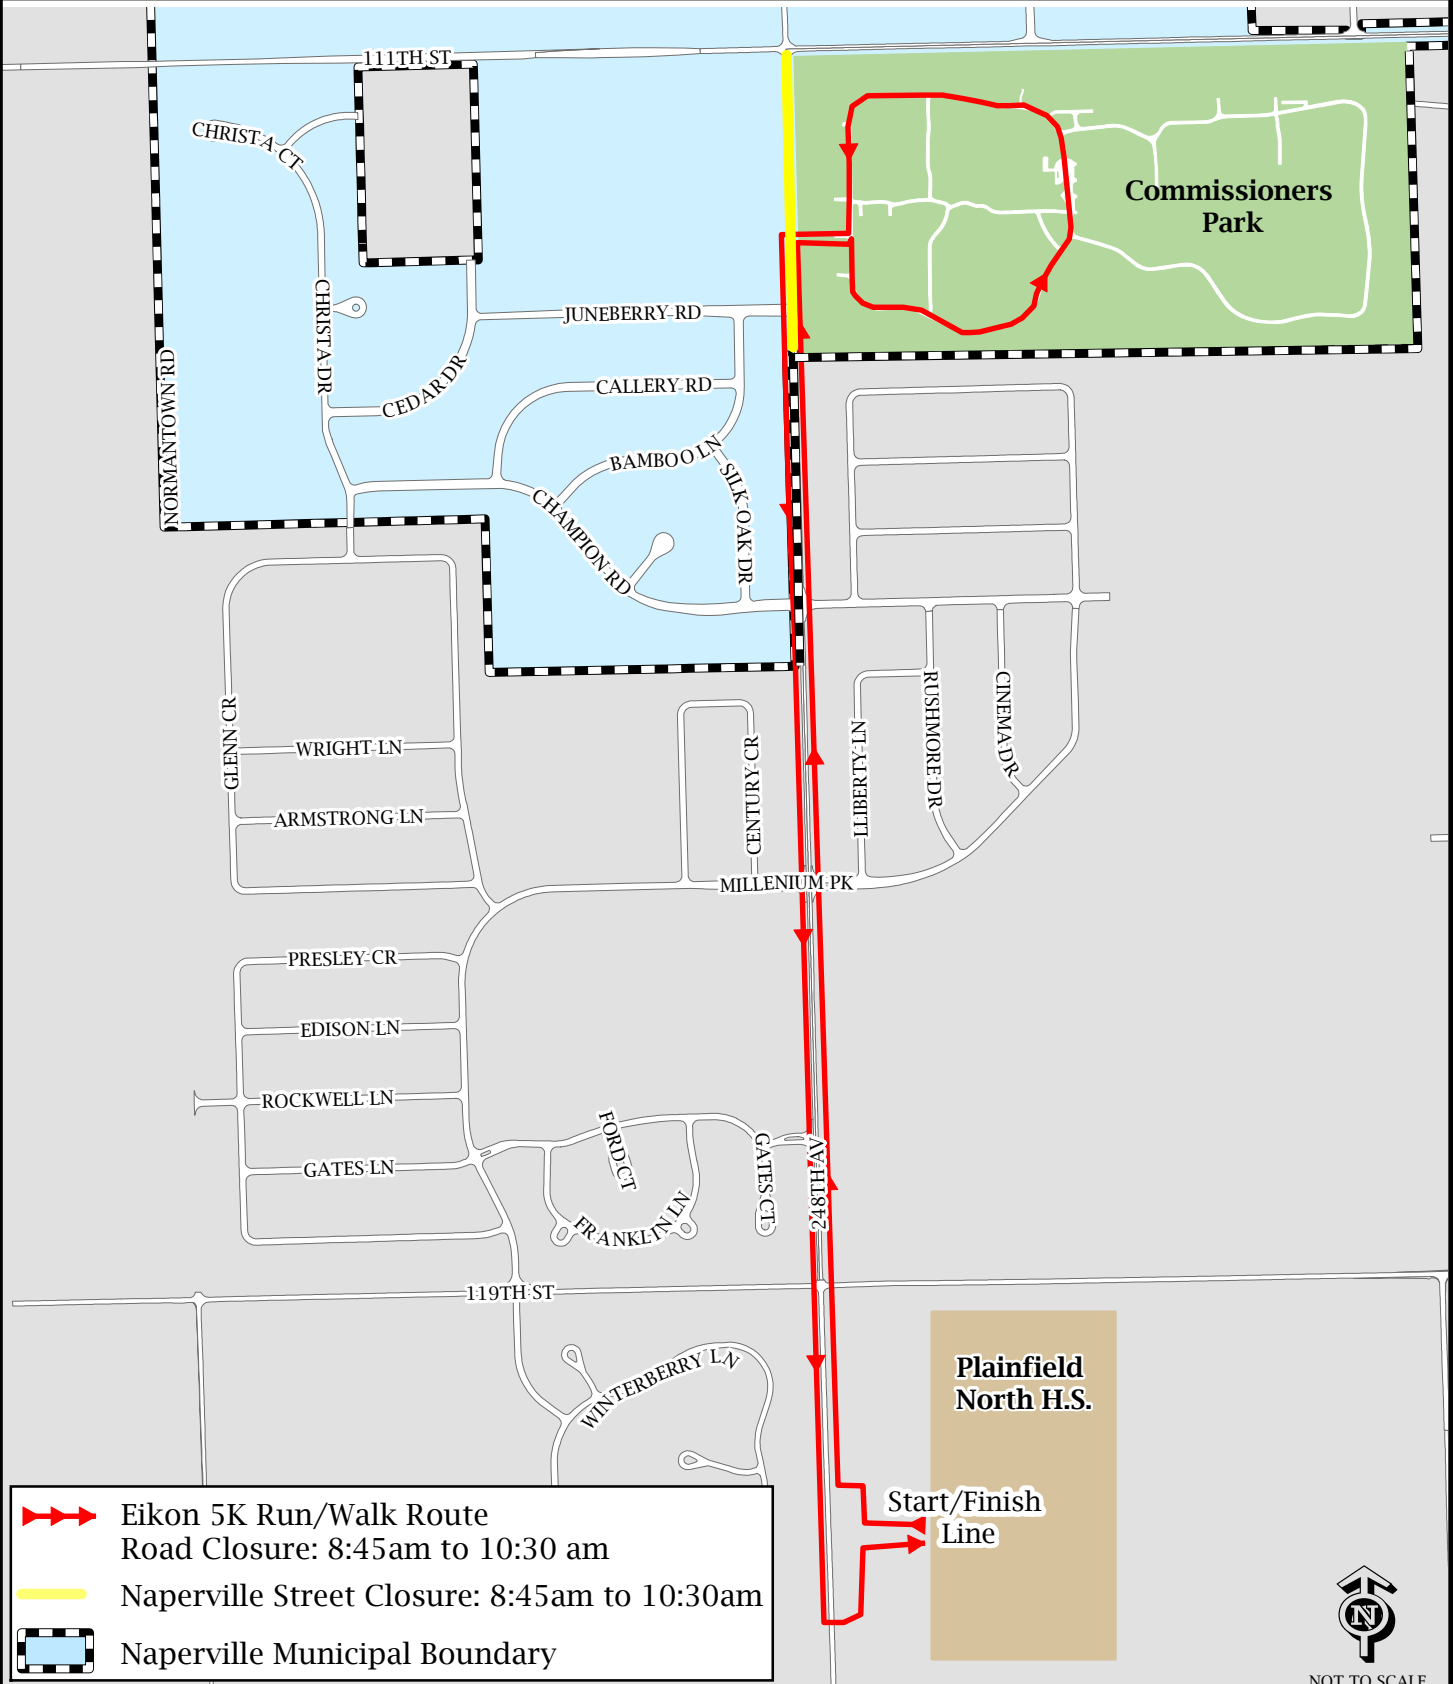 111TH ST
CHRISTA CT
Commissioners
Park
CHRISTA DR
JUNEBERRY RD
NORMANTOWN RD
CEDAR DR
CALLERY RD
BAMBOO LN
SILK OAK DR
CHAMPION RD
GLENN CR
WRIGHT LN
ARMSTRONG LN
CENTURY CR
LLIBERTY LN
RUSHMORE DR
CINEMA DR
MILLENIUM PK
PRESLEY CR
EDISON LN
ROCKWELL LN
GATES LN
FORD CT
FRANKLIN LN
GATES CT
248TH AV
119TH ST
WINTERBERRY LN
Plainfield
North H.S.
Start/Finish
Line
Eikon 5K Run/Walk Route
Road Closure: 8:45am to 10:30 am
Naperville Street Closure: 8:45am to 10:30am
Naperville Municipal Boundary
N
NOT TO SCALE